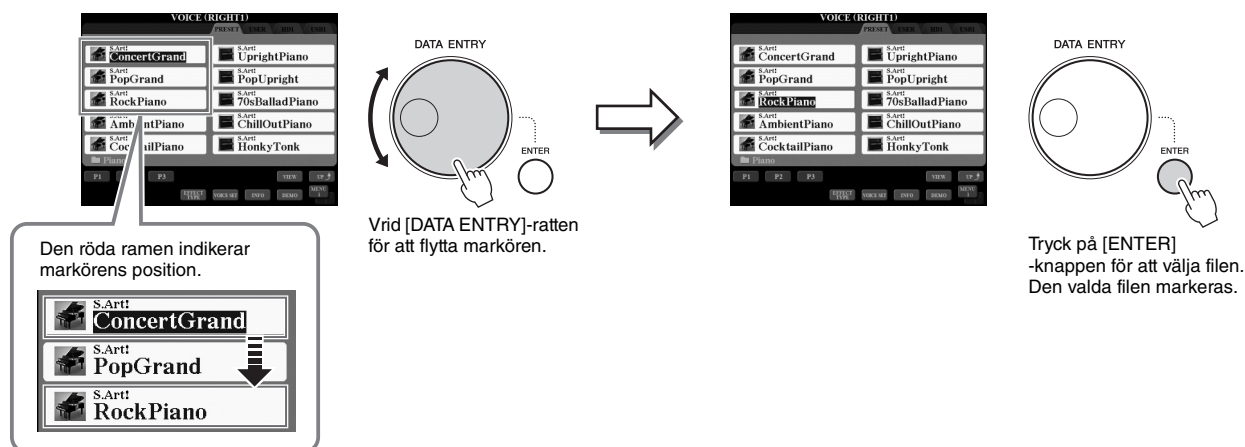 VOICE (RIGHT1)
PRESET USER HD1 USB1
S.Art!
ConcertGrand
S.Art!
UprightPiano
S.Art!
PopGrand
S.Art!
PopUpright
S.Art!
RockPiano
S.Art!
70sBalladPiano
S.Art!
AmbientPiano
S.Art!
ChillOutPiano
S.Art!
CocktailPiano
S.Art!
HonkyTonk
Piano
P1 P3 VIEW UP
EFFECT TYPE VOICE SET INFO DEMO MENU 1
Den röda ramen indikerar
markörens position.
S.Art!
ConcertGrand
S.Art!
PopGrand
S.Art!
RockPiano
DATA ENTRY
ENTER
Vrid [DATA ENTRY]-ratten
för att flytta markören.
VOICE (RIGHT1)
PRESET USER HD1 USB1
S.Art!
ConcertGrand
S.Art!
UprightPiano
S.Art!
PopGrand
S.Art!
PopUpright
S.Art!
RockPiano
S.Art!
70sBalladPiano
S.Art!
AmbientPiano
S.Art!
ChillOutPiano
S.Art!
CocktailPiano
S.Art!
HonkyTonk
Piano
P1 P2 P3 VIEW UP
EFFECT TYPE VOICE SET INFO DEMO MENU 1
DATA ENTRY
ENTER
Tryck på [ENTER]
-knappen för att välja filen.
Den valda filen markeras.